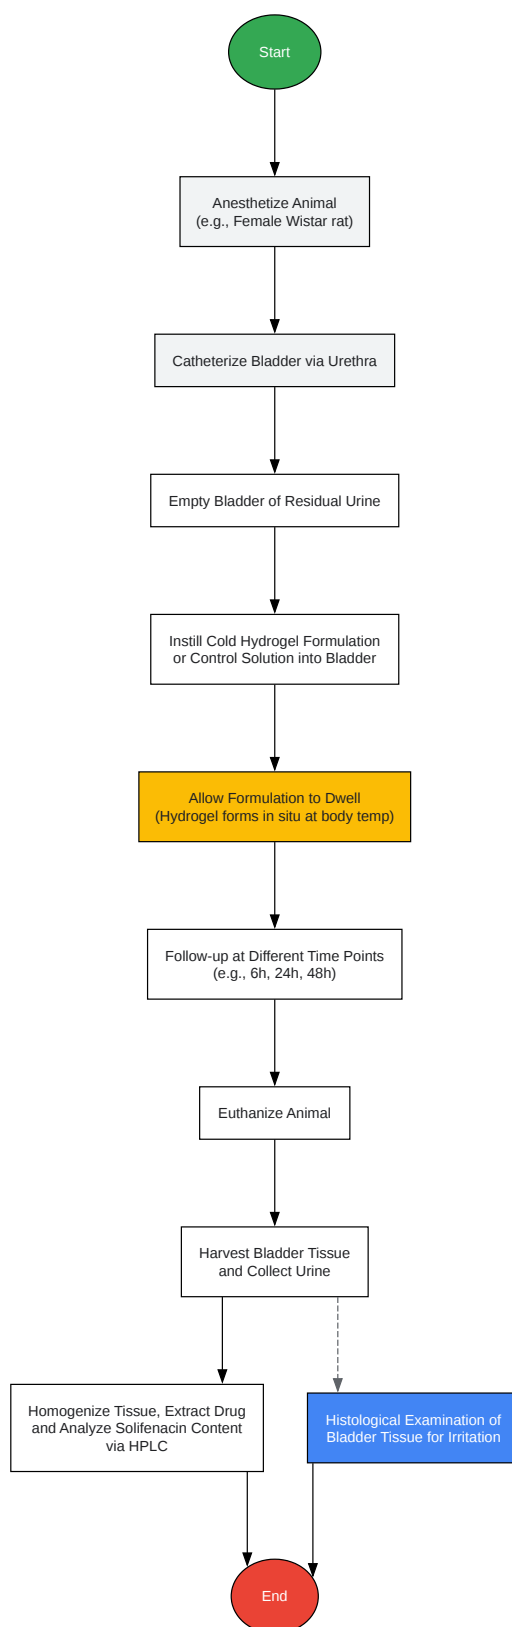 Start
Anesthetize Animal
(e.g., Female Wistar rat)
Catheterize Bladder via Urethra
Empty Bladder of Residual Urine
Instill Cold Hydrogel Formulation
or Control Solution into Bladder
Allow Formulation to Dwell
(Hydrogel forms in situ at body temp)
Follow-up at Different Time Points
(e.g., 6h, 24h, 48h)
Euthanize Animal
Harvest Bladder Tissue
and Collect Urine
Homogenize Tissue, Extract Drug
and Analyze Solifenacin Content
via HPLC
Histological Examination of
Bladder Tissue for Irritation
End